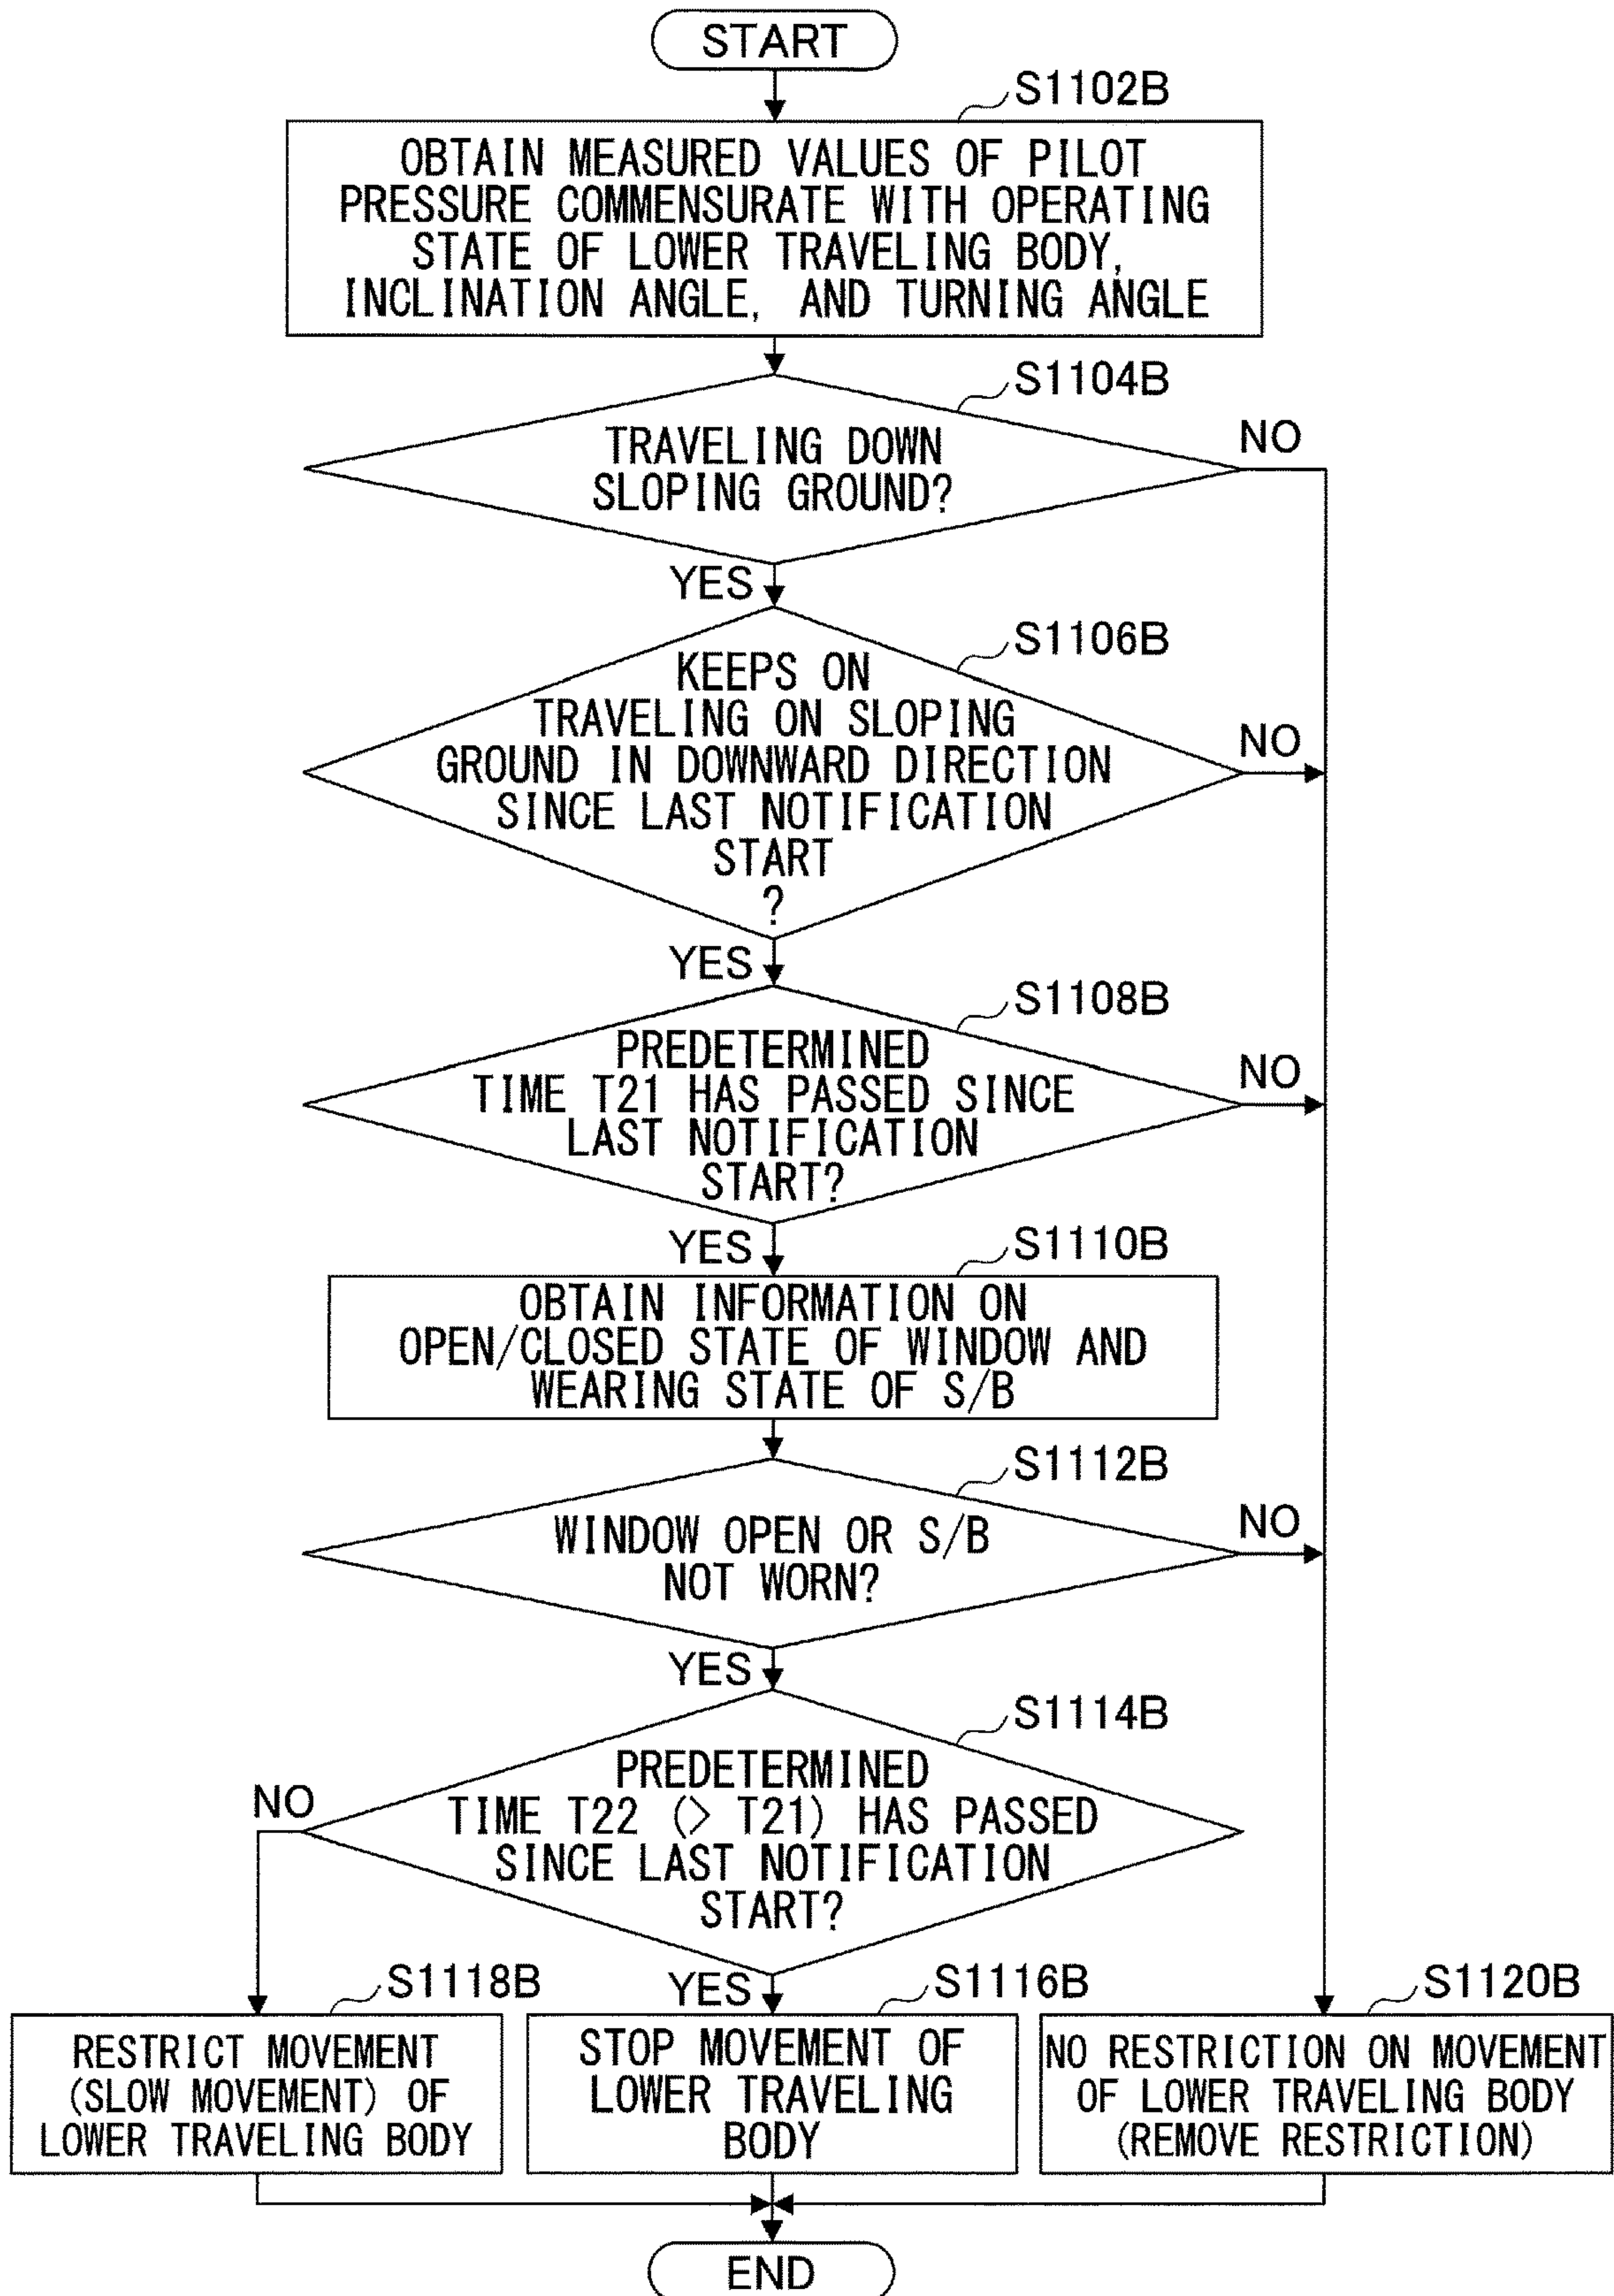 START
S1102B
OBTAIN MEASURED VALUES OF PILOT
PRESSURE COMMENSURATE WITH OPERATING
STATE OF LOWER TRAVELING BODY,
INCLINATION ANGLE, AND TURNING ANGLE
S1104B
TRAVELING DOWN
SLOPING GROUND?
NO
YES
S1106B
KEEPS ON
TRAVELING ON SLOPING
GROUND IN DOWNWARD DIRECTION
SINCE LAST NOTIFICATION
START
?
NO
YES
S1108B
PREDETERMINED
TIME T21 HAS PASSED SINCE
LAST NOTIFICATION
START?
NO
YES
S1110B
OBTAIN INFORMATION ON
OPEN/CLOSED STATE OF WINDOW AND
WEARING STATE OF S/B
S1112B
WINDOW OPEN OR S/B
NOT WORN?
NO
YES
S1114B
PREDETERMINED
TIME T22 (> T21) HAS PASSED
SINCE LAST NOTIFICATION
START?
NO
YES
S1118B
RESTRICT MOVEMENT
(SLOW MOVEMENT) OF
LOWER TRAVELING BODY
S1116B
STOP MOVEMENT OF
LOWER TRAVELING
BODY
S1120B
NO RESTRICTION ON MOVEMENT
OF LOWER TRAVELING BODY
(REMOVE RESTRICTION)
END